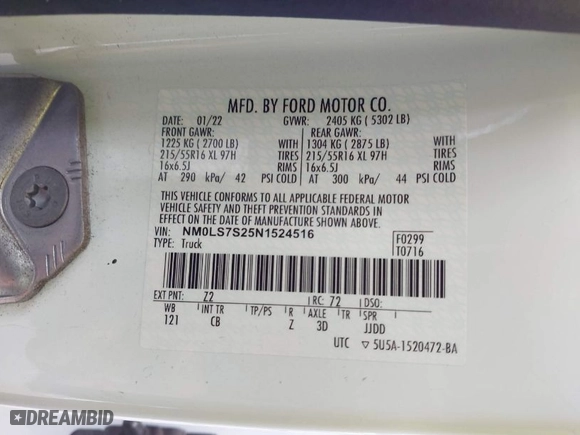 MFD. BY FORD MOTOR CO.
DATE: 01/22 GVWR: 2405 KG ( 5302 LB)
FRONT GAWR: REAR GAWR:
1225 KG ( 2700 LB) WITH 1304 KG ( 2875 LB) WITH
215/55R16 XL 97H TIRES 215/55R16 XL 97H TIRES
16x6.5J RIMS 16x6.5J RIMS
AT 290 kPa/ 42 PSI COLD AT 300 kPa/ 44 PSI COLD
THIS VEHICLE CONFORMS TO ALL APPLICABLE FEDERAL MOTOR
VEHICLE SAFETY AND THEFT PREVENTION STANDARDS IN
EFFECT ON THE DATE OF MANUFACTURE SHOWN ABOVE.
VIN: NM0LS7S25N1524516 F0299
TYPE: Truck T0716
EXT PNT: Z2 RC: 72 DSO:
WB INT TR TP/PS R AXLE TR SPR
121 CB Z 3D JJDD
UTC ▽ 5U5A-1520472-BA
DREAMBID